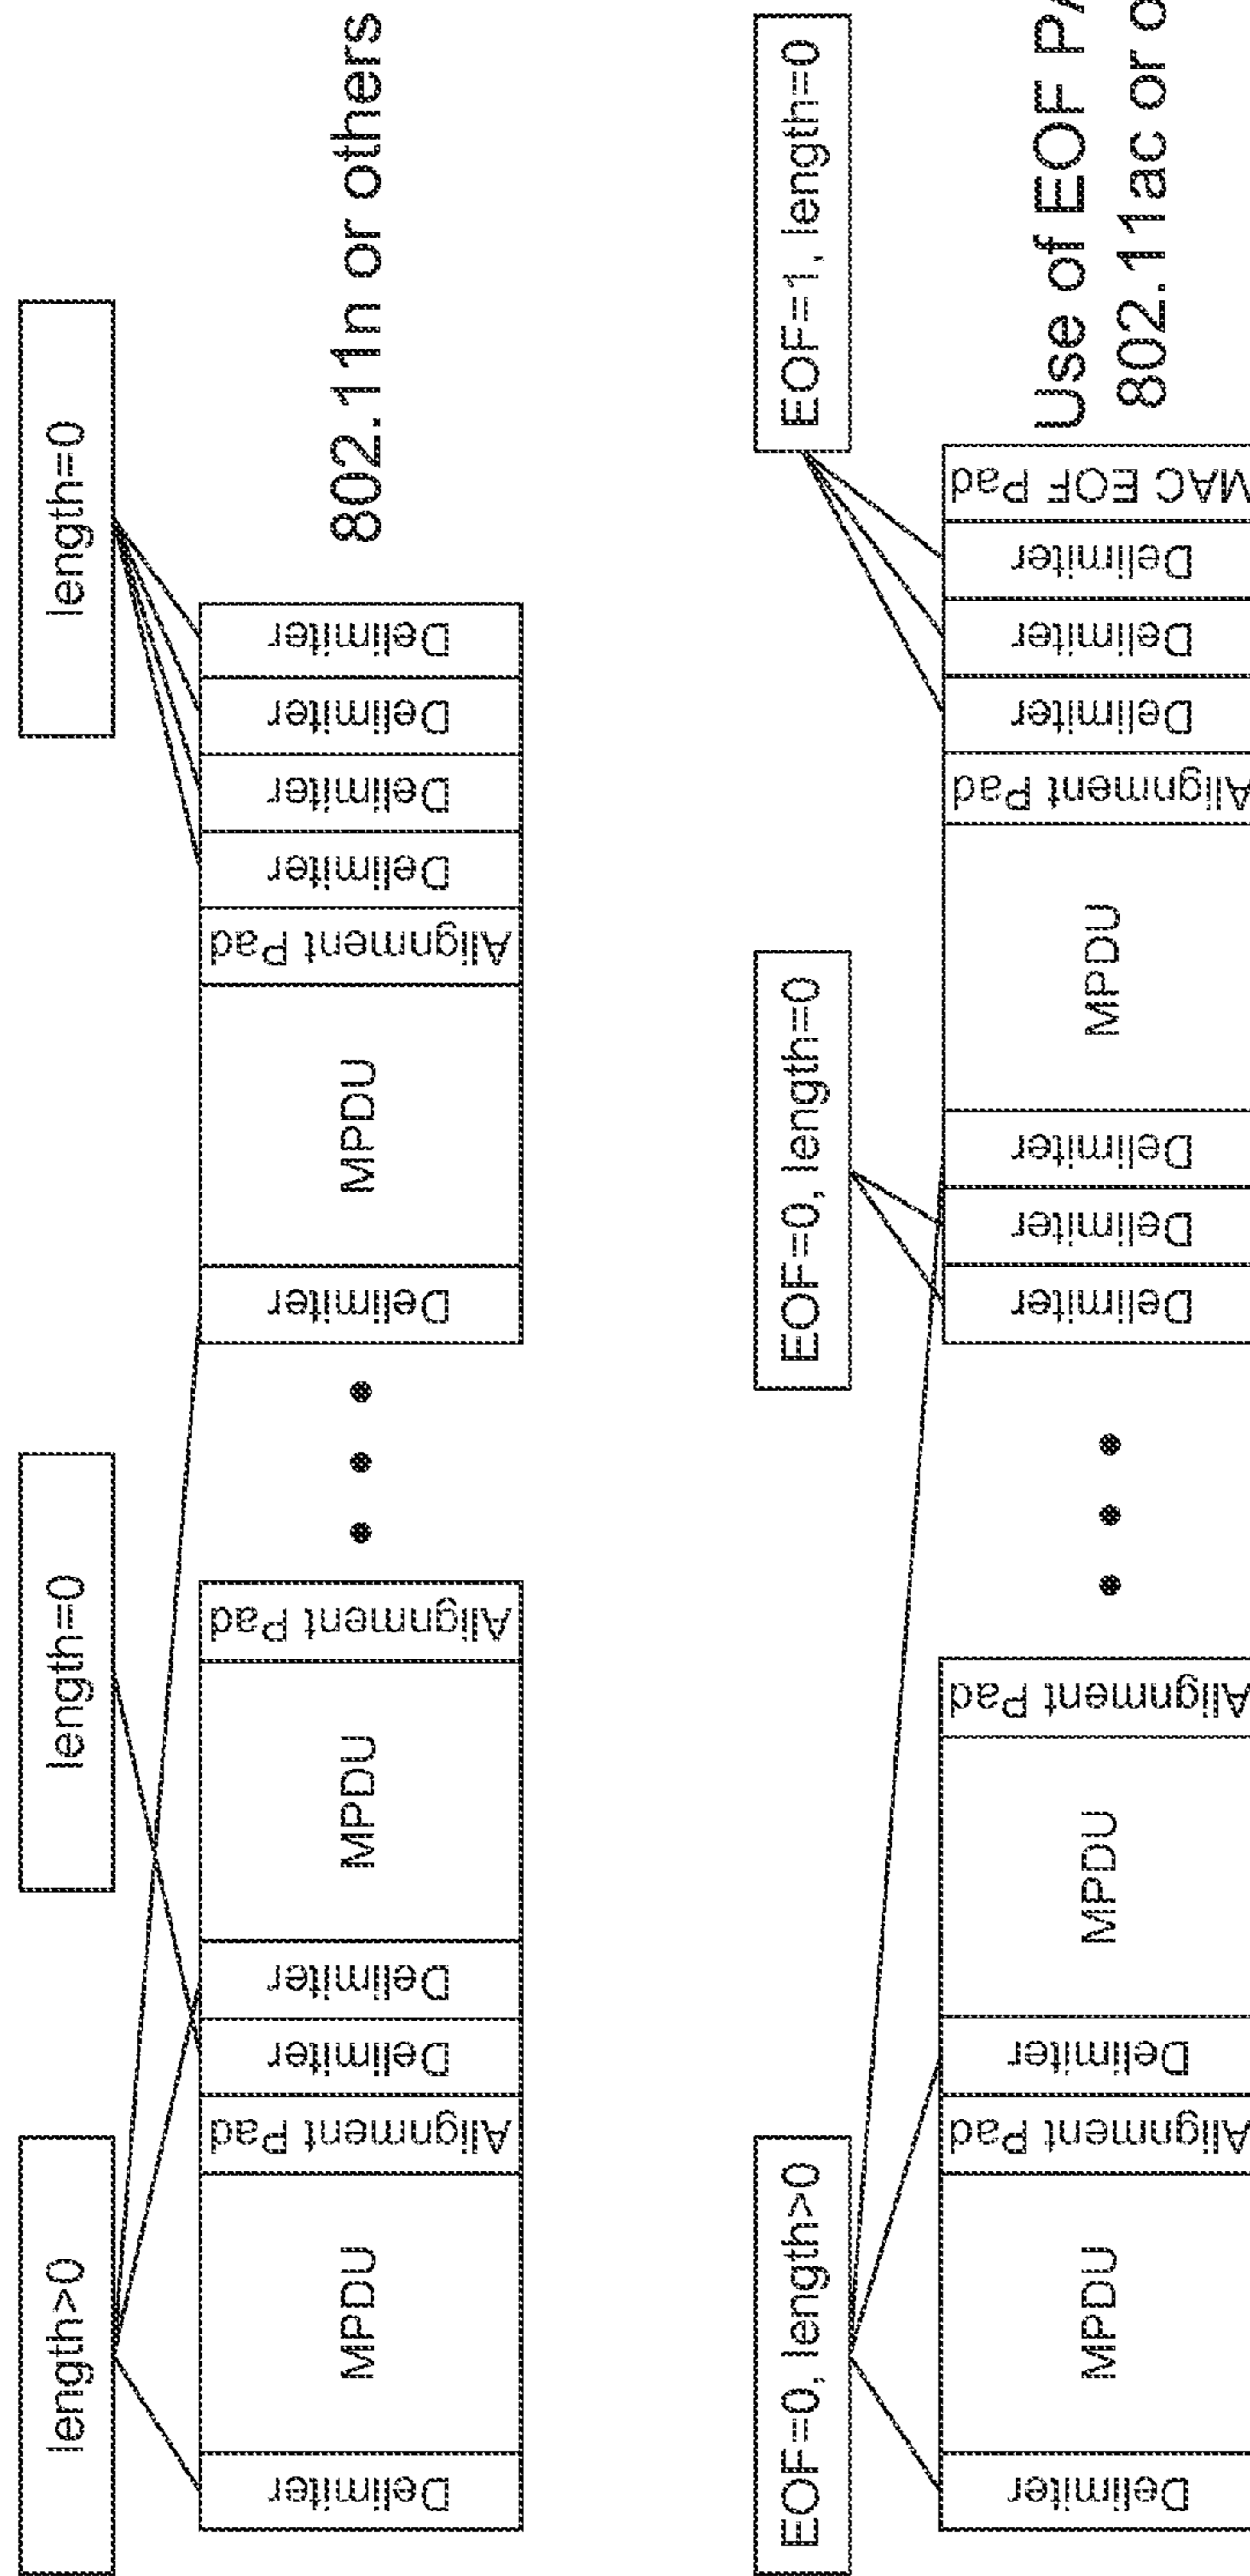 length>0
length=0
length=0
Delimiter
MPDU
Alignment Pad
Delimiter
Delimiter
MPDU
Alignment Pad
Delimiter
MPDU
Alignment Pad
Delimiter
Delimiter
Delimiter
Delimiter
802.11n or others
EOF=0, length>0
EOF=0, length=0
EOF=1, length=0
Delimiter
MPDU
Alignment Pad
Delimiter
MPDU
Alignment Pad
Delimiter
Delimiter
Delimiter
MPDU
Alignment Pad
Delimiter
Delimiter
Delimiter
MAC EOF Pad
Use of EOF
802.11ac or